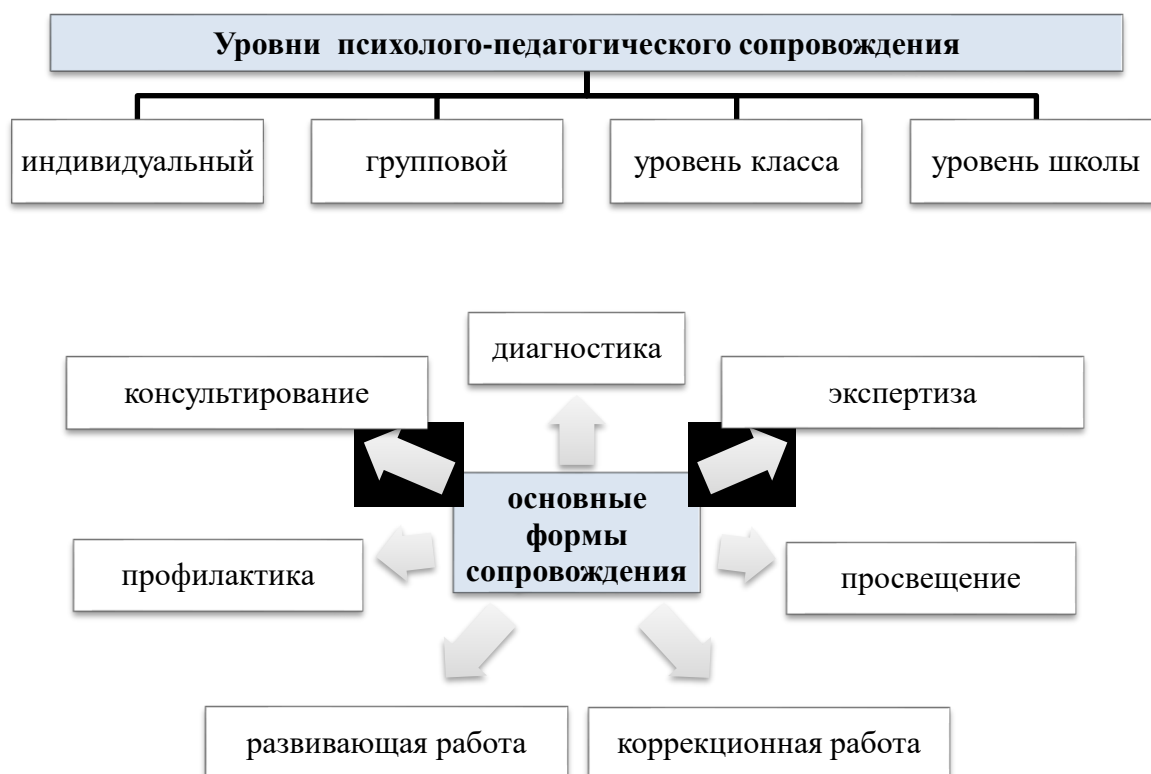 Уровни психолого-педагогического сопровождения
индивидуальный
групповой
уровень класса
уровень школы
диагностика
консультирование
экспертиза
основные
формы
сопровождения
профилактика
просвещение
развивающая работа
коррекционная работа